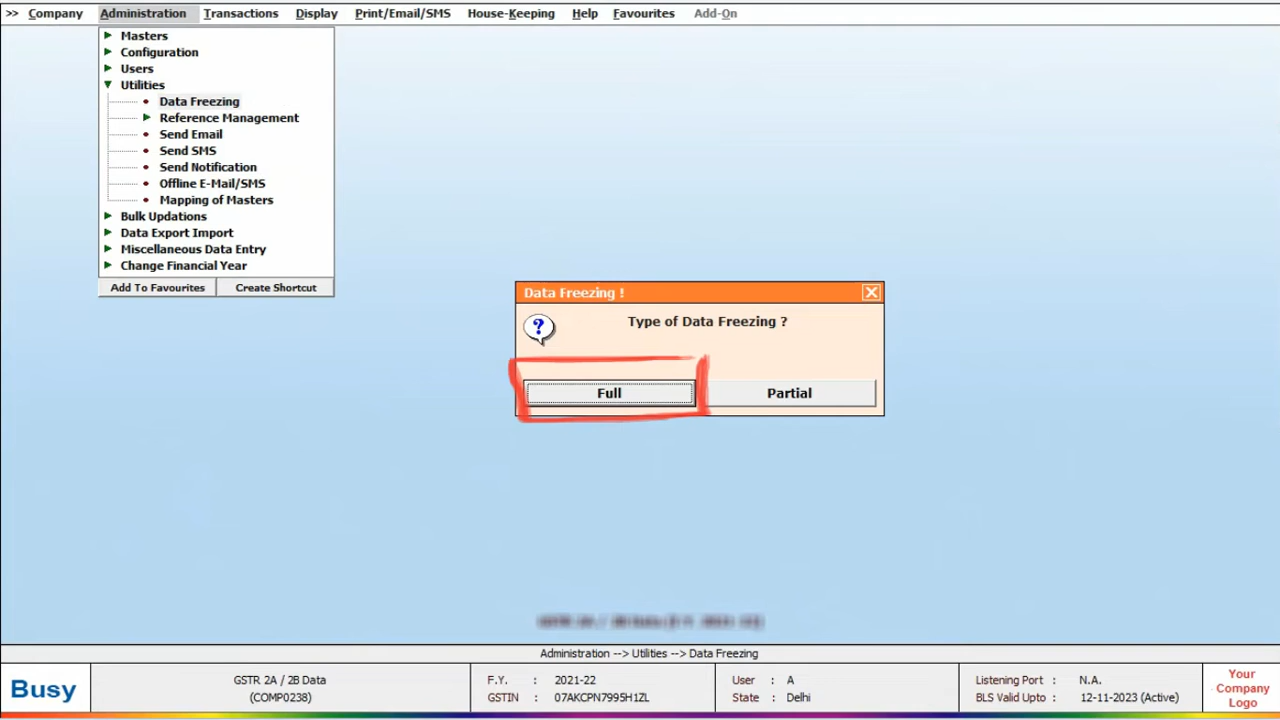 >> Company Administration Transactions Display Print/Email/SMS House-Keeping Help Favourites Add-On
Masters
Configuration
Users
Utilities
Data Freezing
Reference Management
Send Email
Send SMS
Send Notification
Offline E-Mail/SMS
Mapping of Masters
Bulk Updations
Data Export Import
Miscellaneous Data Entry
Change Financial Year
Add To Favourites Create Shortcut
Data Freezing !
? Type of Data Freezing ?
Full Partial
Administration --> Utilities --> Data Freezing
Busy
GSTR 2A / 2B Data
(COMP0238)
F.Y. : 2021-22
GSTIN : 07AKCPN7995H1ZL
User : A
State : Delhi
Listening Port : N.A.
BLS Valid Upto : 12-11-2023 (Active)
Your
Company
Logo